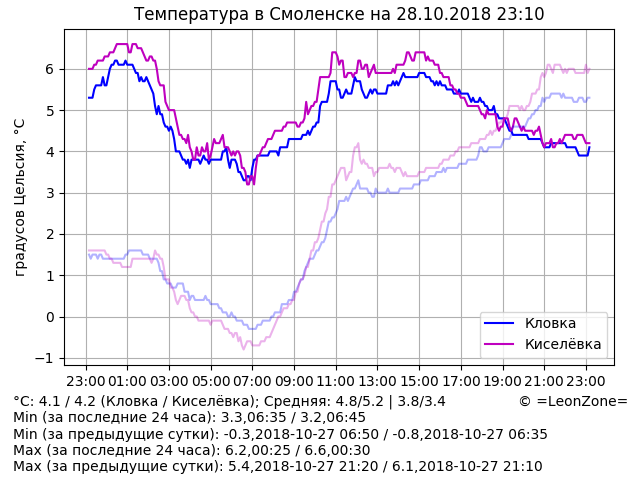 Температура в Смоленске на 28.10.2018 23:10
градусов Цельсия, °C
6
5
4
3
2
1
0
−1
Кловка
Киселёвка
23:00 01:00 03:00 05:00 07:00 09:00 11:00 13:00 15:00 17:00 19:00 21:00 23:00
°C: 4.1 / 4.2 (Кловка / Киселёвка); Средняя: 4.8/5.2 | 3.8/3.4 © =LeonZone=
Min (за последние 24 часа): 3.3,06:35 / 3.2,06:45
Min (за предыдущие сутки): -0.3,2018-10-27 06:50 / -0.8,2018-10-27 06:35
Max (за последние 24 часа): 6.2,00:25 / 6.6,00:30
Max (за предыдущие сутки): 5.4,2018-10-27 21:20 / 6.1,2018-10-27 21:10